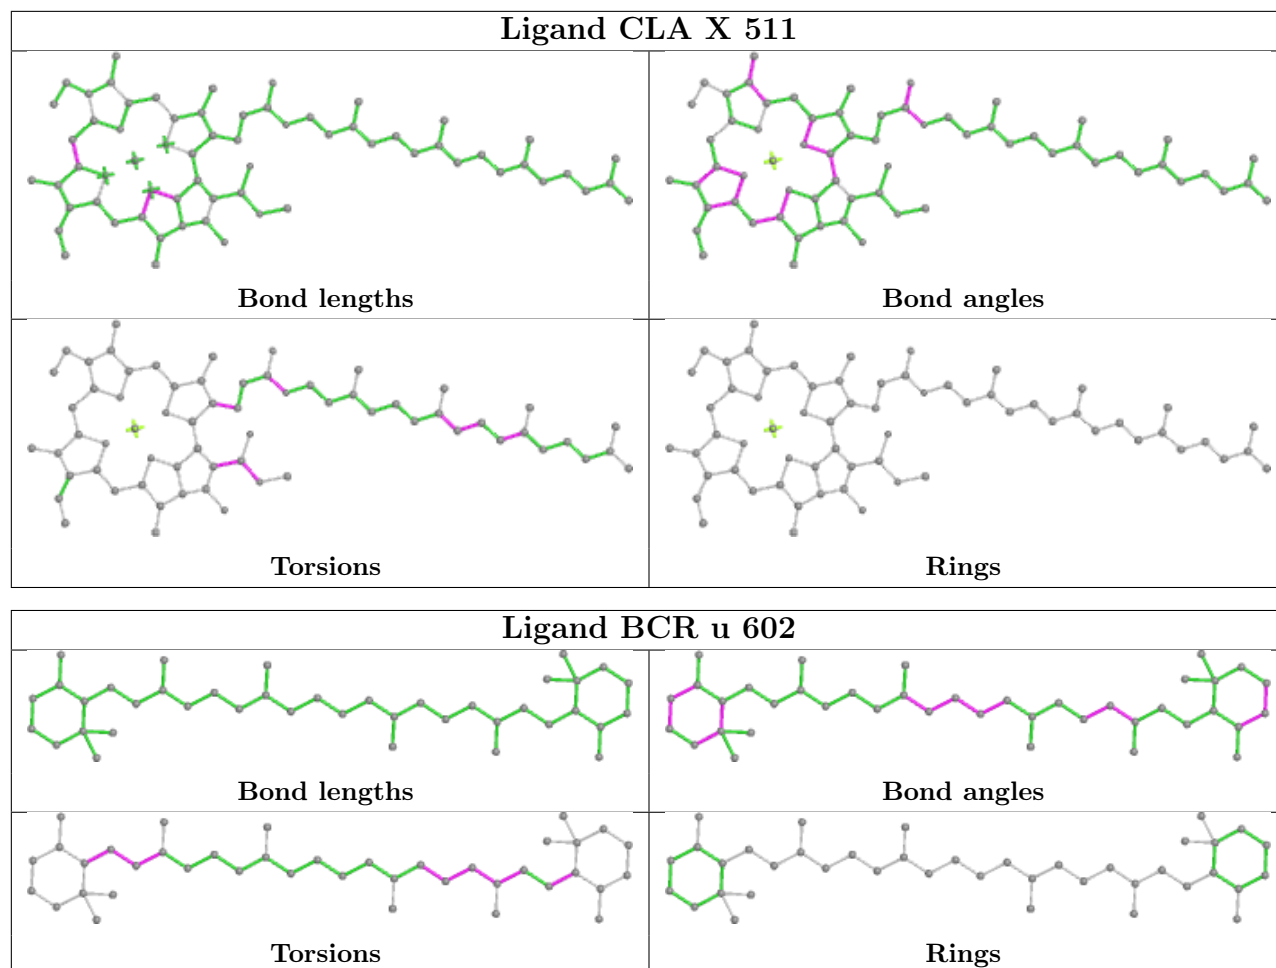 Ligand CLA X 511
Bond lengths
Bond angles
Torsions
Rings
Ligand BCR u 602
Bond lengths
Bond angles
Torsions
Rings